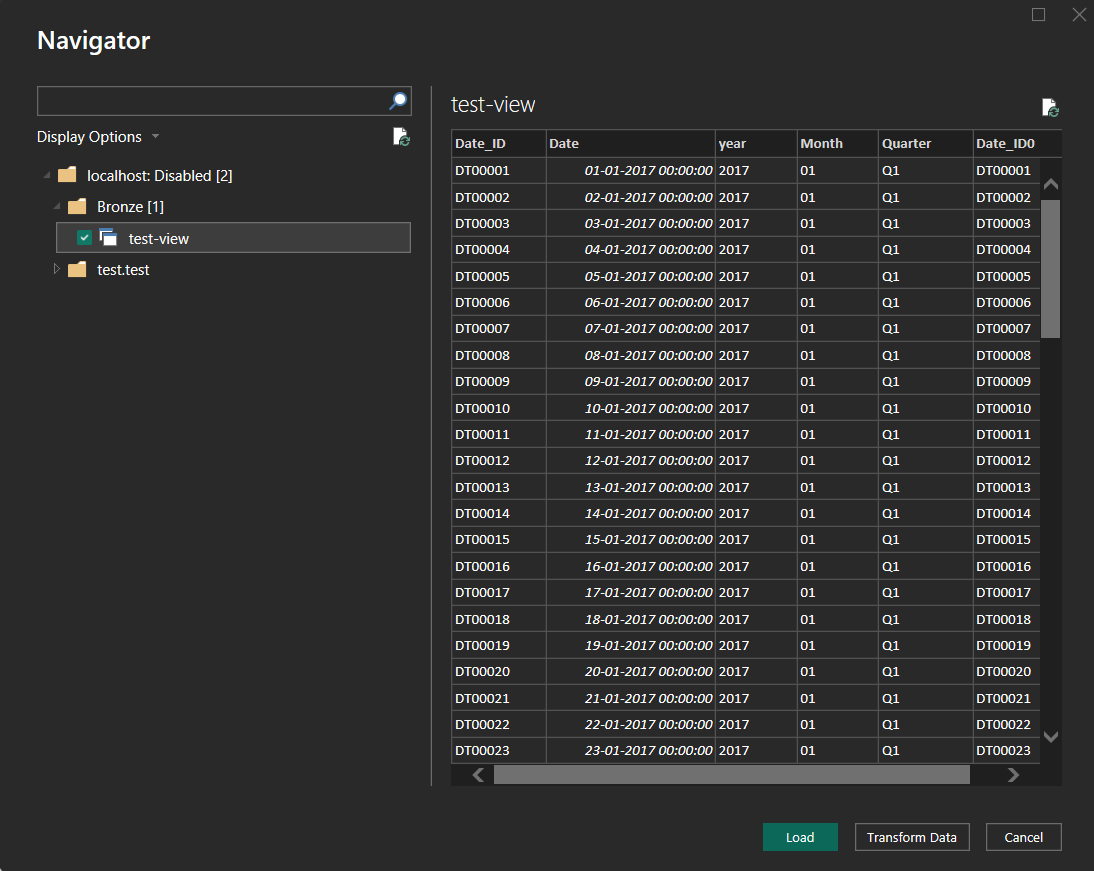 Navigator
Display Options
localhost: Disabled [2]
Bronze [1]
test-view
test.test
test-view
Date_ID Date year Month Quarter Date_ID0
DT00001 01-01-2017 00:00:00 2017 01 Q1 DT00001
DT00002 02-01-2017 00:00:00 2017 01 Q1 DT00002
DT00003 03-01-2017 00:00:00 2017 01 Q1 DT00003
DT00004 04-01-2017 00:00:00 2017 01 Q1 DT00004
DT00005 05-01-2017 00:00:00 2017 01 Q1 DT00005
DT00006 06-01-2017 00:00:00 2017 01 Q1 DT00006
DT00007 07-01-2017 00:00:00 2017 01 Q1 DT00007
DT00008 08-01-2017 00:00:00 2017 01 Q1 DT00008
DT00009 09-01-2017 00:00:00 2017 01 Q1 DT00009
DT00010 10-01-2017 00:00:00 2017 01 Q1 DT00010
DT00011 11-01-2017 00:00:00 2017 01 Q1 DT00011
DT00012 12-01-2017 00:00:00 2017 01 Q1 DT00012
DT00013 13-01-2017 00:00:00 2017 01 Q1 DT00013
DT00014 14-01-2017 00:00:00 2017 01 Q1 DT00014
DT00015 15-01-2017 00:00:00 2017 01 Q1 DT00015
DT00016 16-01-2017 00:00:00 2017 01 Q1 DT00016
DT00017 17-01-2017 00:00:00 2017 01 Q1 DT00017
DT00018 18-01-2017 00:00:00 2017 01 Q1 DT00018
DT00019 19-01-2017 00:00:00 2017 01 Q1 DT00019
DT00020 20-01-2017 00:00:00 2017 01 Q1 DT00020
DT00021 21-01-2017 00:00:00 2017 01 Q1 DT00021
DT00022 22-01-2017 00:00:00 2017 01 Q1 DT00022
DT00023 23-01-2017 00:00:00 2017 01 Q1 DT00023
Load Transform Data Cancel